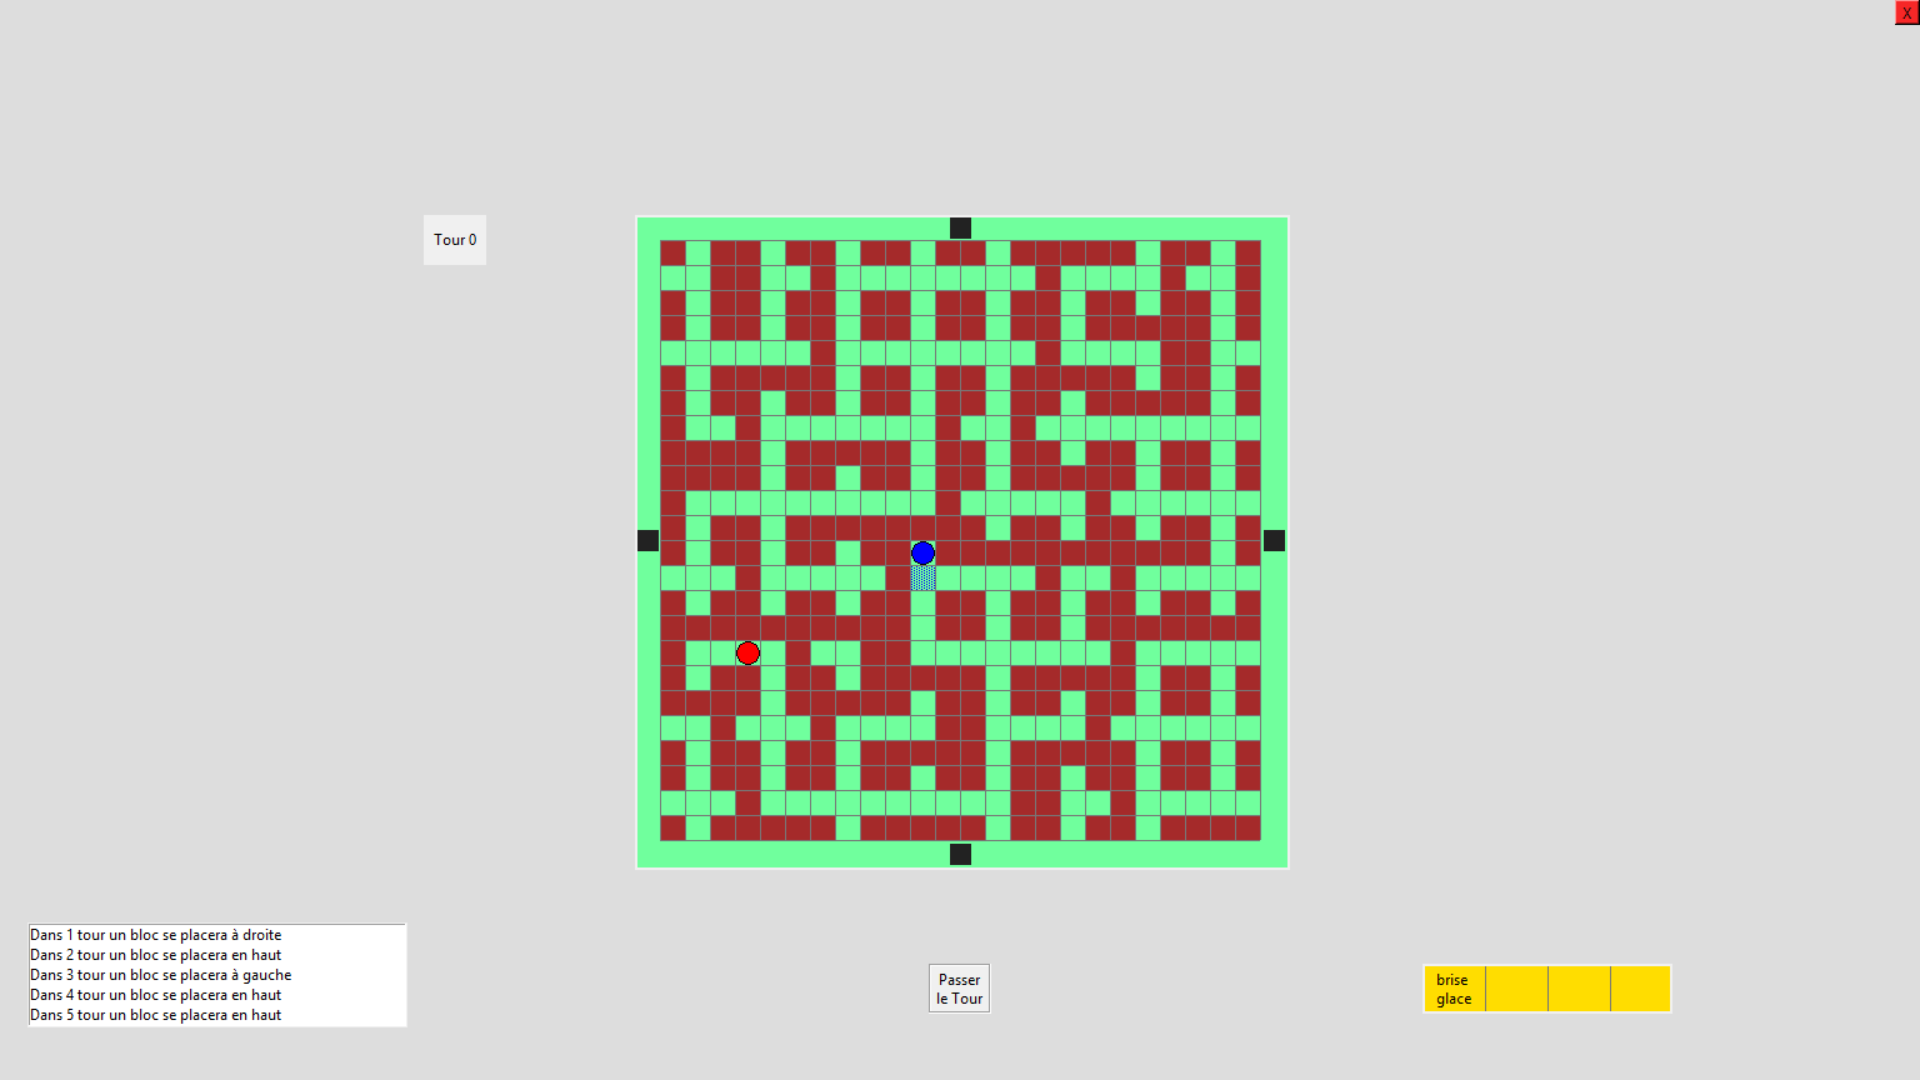 X
Tour 0
Dans 1 tour un bloc se placera à droite
Dans 2 tour un bloc se placera en haut
Dans 3 tour un bloc se placera à gauche
Dans 4 tour un bloc se placera en haut
Dans 5 tour un bloc se placera en haut
Passer
le Tour
brise
glace